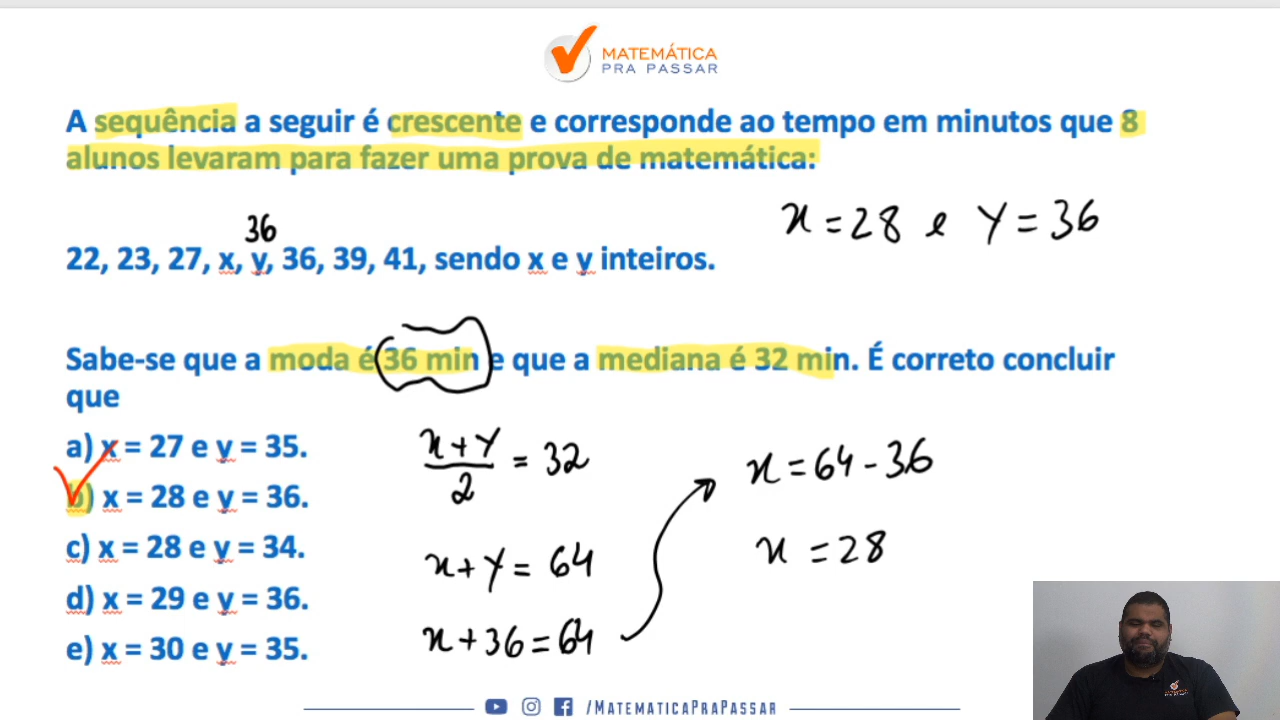 MATEMÁTICA
PRA PASSAR
A sequência a seguir é crescente e corresponde ao tempo em minutos que 8
alunos levaram para fazer uma prova de matemática:
x = 28 e y = 36
36
22, 23, 27, x, y, 36, 39, 41, sendo x e y inteiros.
Sabe-se que a moda é 36 min e que a mediana é 32 min. É correto concluir
que
a) x = 27 e y = 35.
b) x = 28 e y = 36.
c) x = 28 e y = 34.
d) x = 29 e y = 36.
e) x = 30 e y = 35.
x + y
2
= 32
x + y = 64
x + 36 = 64
x = 64 - 36
x = 28
/MATEMATICAPRAPASSAR